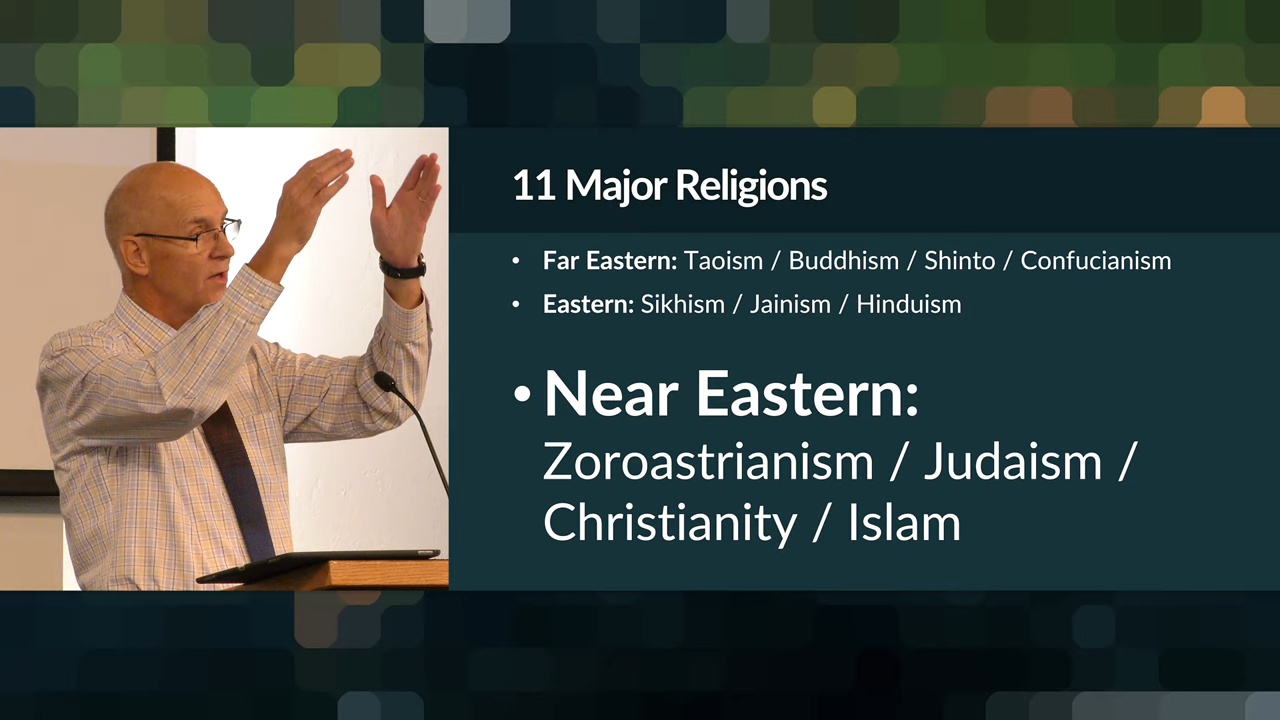 11 Major Religions
• Far Eastern: Taoism / Buddhism / Shinto / Confucianism
• Eastern: Sikhism / Jainism / Hinduism
• Near Eastern:
Zoroastrianism / Judaism /
Christianity / Islam